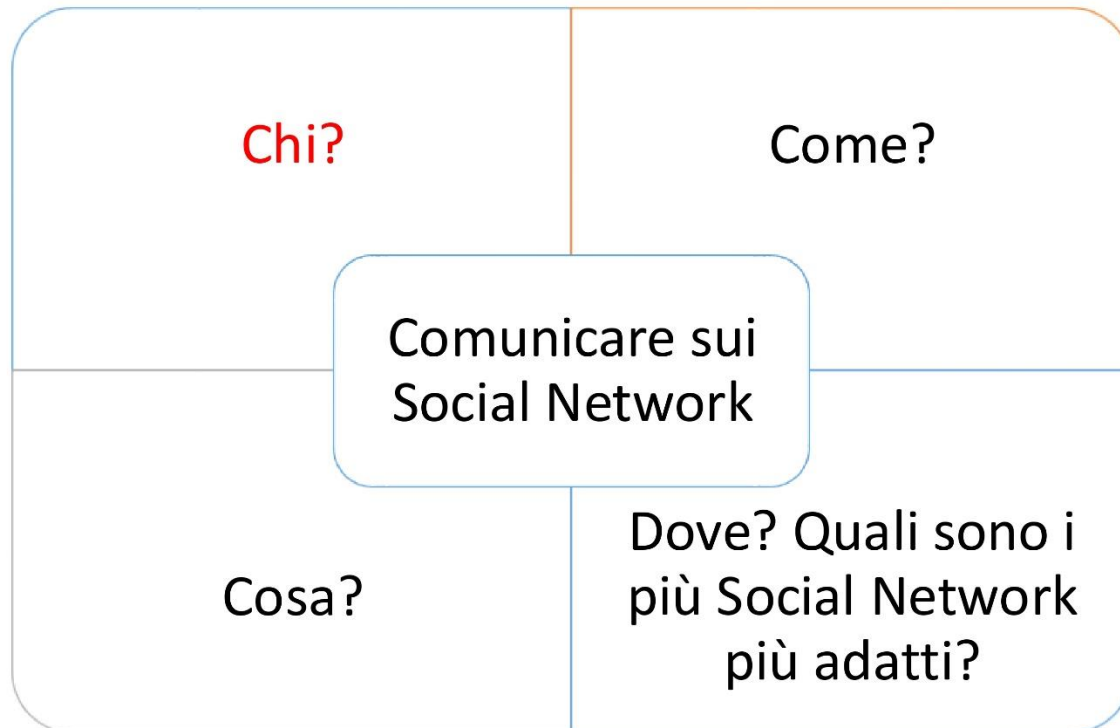 Chi?
Come?
Comunicare sui
Social Network
Cosa?
Dove? Quali sono i
più Social Network
più adatti?